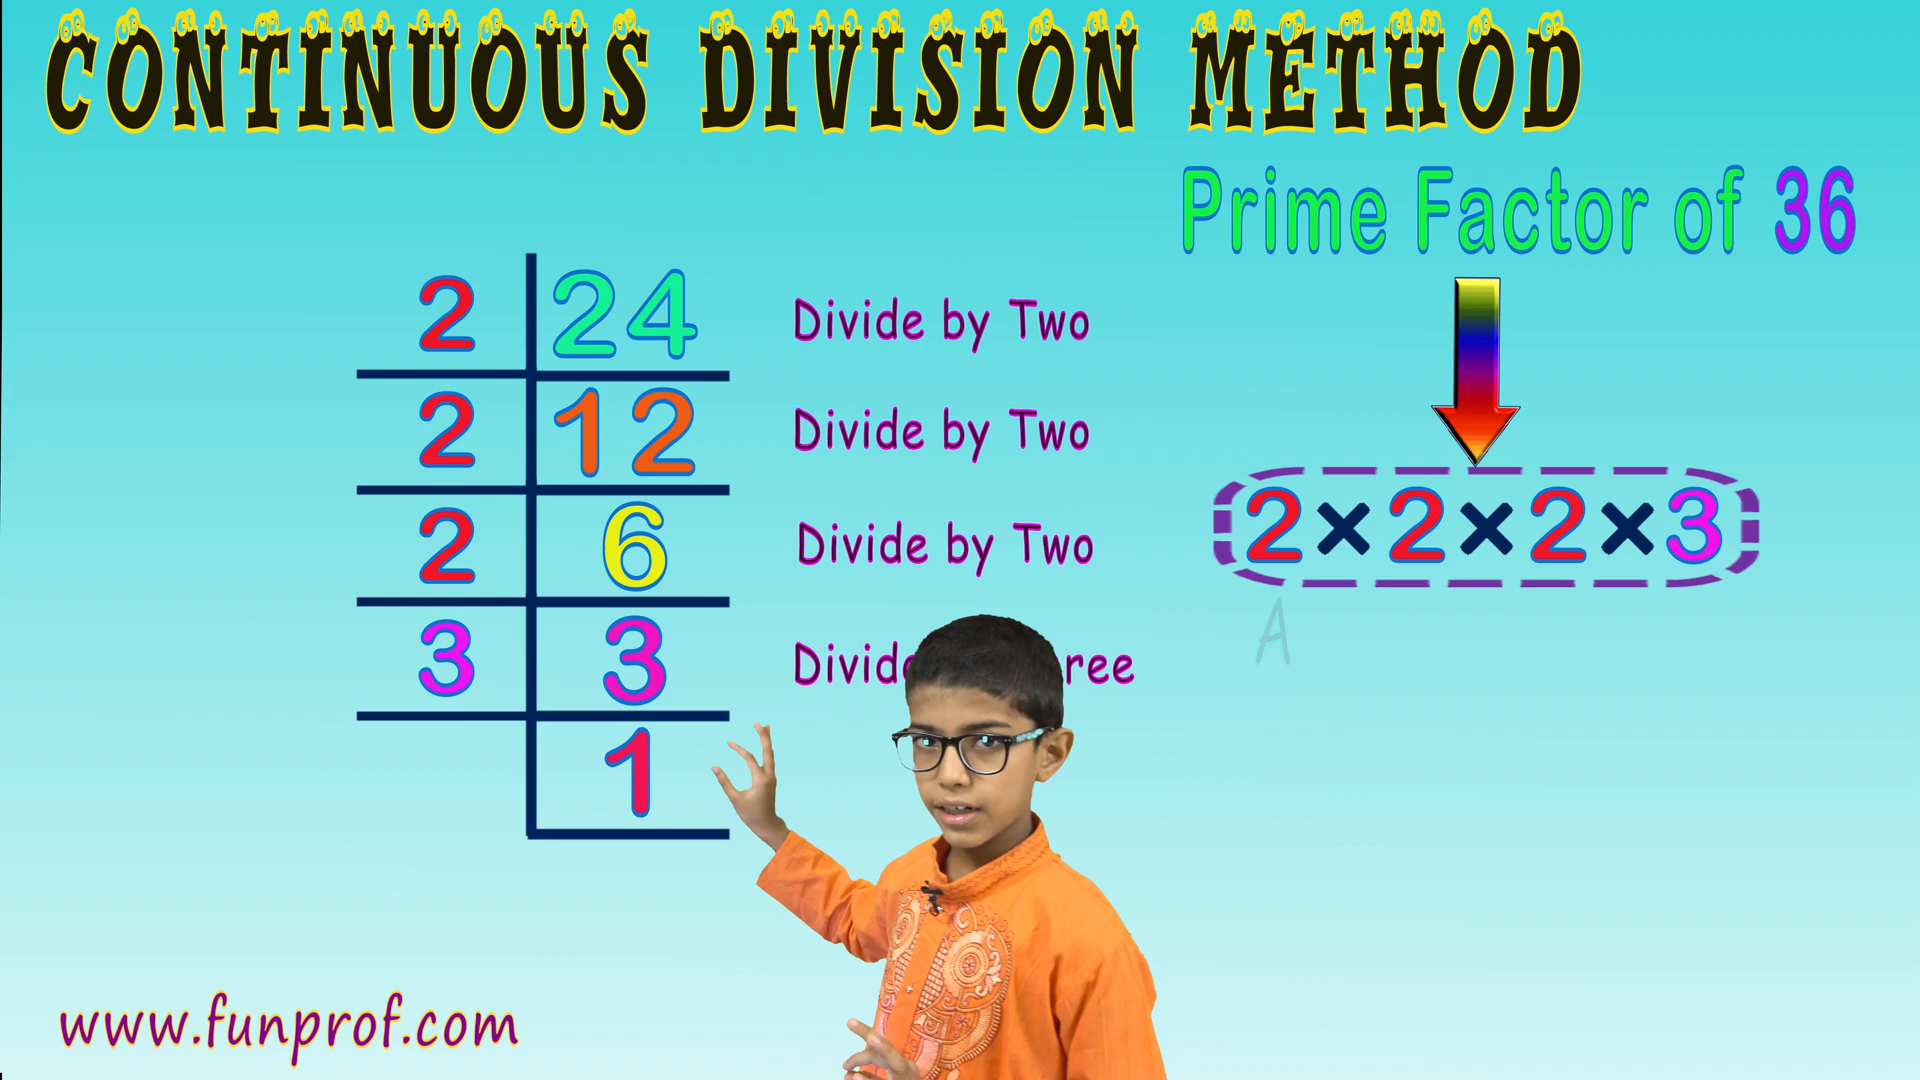 CONTINUOUS DIVISION METHOD
Prime Factor of 36
2 24 Divide by Two
2 12 Divide by Two
2 6 Divide by Two
2×2×2×3
3 3
A
1
www.funprof.com